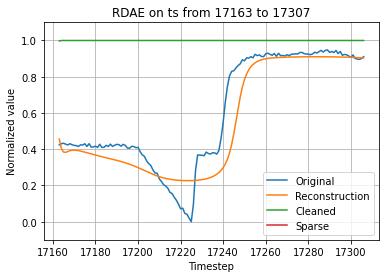 RDAE on ts from 17163 to 17307
Normalized value
1.0
0.8
0.6
0.4
0.2
0.0
17160 17180 17200 17220 17240 17260 17280 17300
Timestep
Original
Reconstruction
Cleaned
Sparse